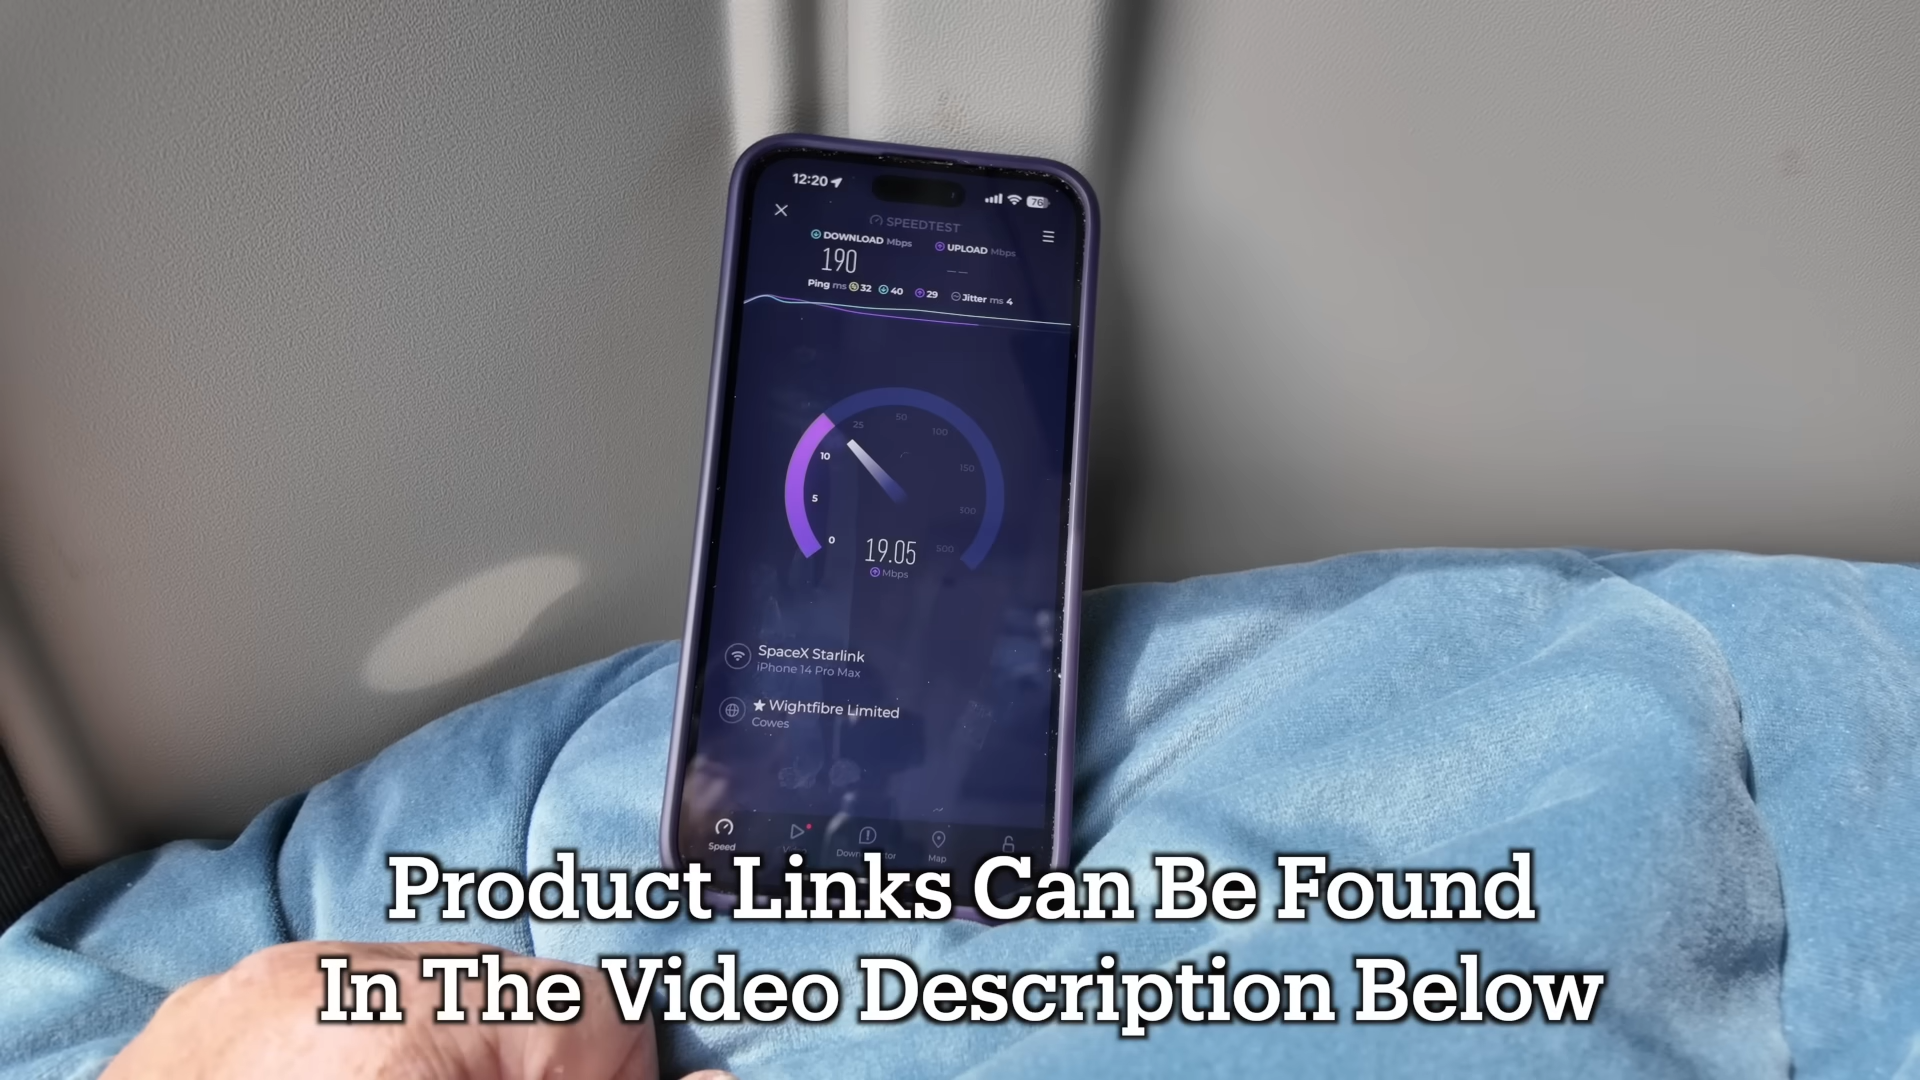 12:20
76
SPEEDTEST
DOWNLOAD Mbps
UPLOAD Mbps
190
— —
Ping ms 32 40 29 Jitter ms 4
0
5
10
25
50
100
150
300
500
19.05
Mbps
SpaceX Starlink
iPhone 14 Pro Max
★ Wightfibre Limited
Cowes
Speed
Map
Product Links Can Be Found
In The Video Description Below